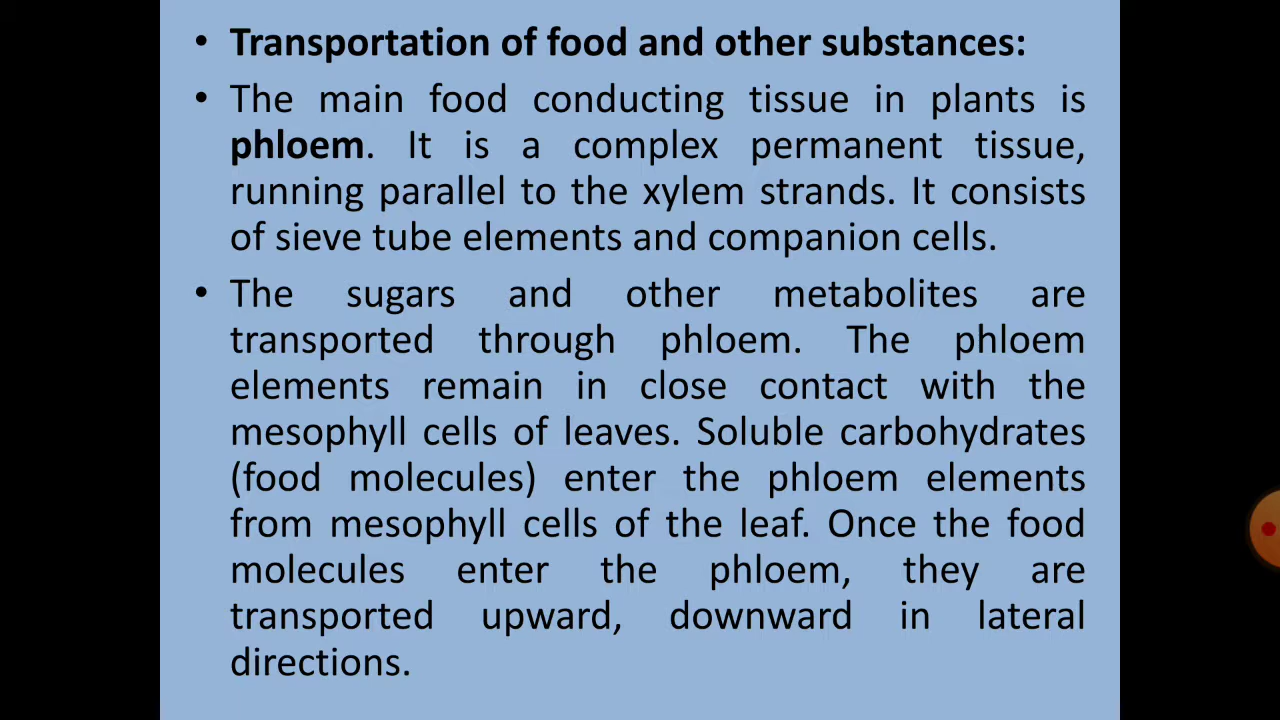 • Transportation of food and other substances:
• The main food conducting tissue in plants is
phloem. It is a complex permanent tissue,
running parallel to the xylem strands. It consists
of sieve tube elements and companion cells.
• The sugars and other metabolites are
transported through phloem. The phloem
elements remain in close contact with the
mesophyll cells of leaves. Soluble carbohydrates
(food molecules) enter the phloem elements
from mesophyll cells of the leaf. Once the food
molecules enter the phloem, they are
transported upward, downward in lateral
directions.